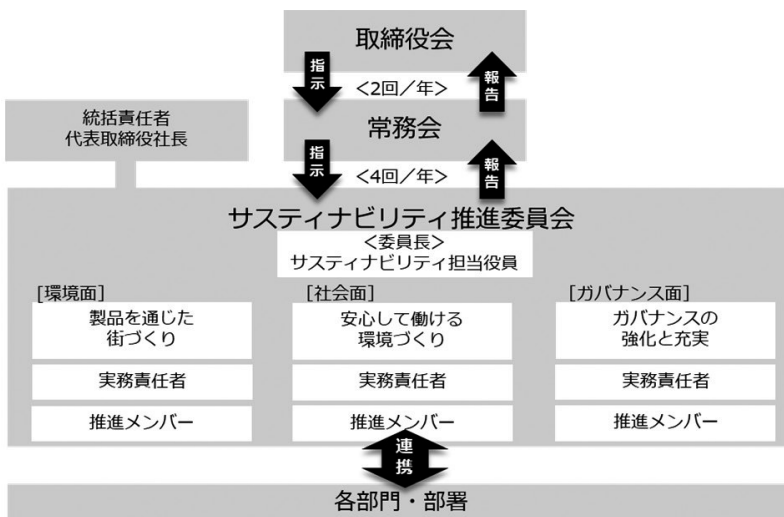 取締役会
指示
<2回／年>
報告
統括責任者
代表取締役社長
常務会
指示
<4回／年>
報告
サスティナビリティ推進委員会
<委員長>
サスティナビリティ担当役員
[環境面]
製品を通じた
街づくり
実務責任者
推進メンバー
[社会面]
安心して働ける
環境づくり
実務責任者
推進メンバー
[ガバナンス面]
ガバナンスの
強化と充実
実務責任者
推進メンバー
連携
各部門・部署